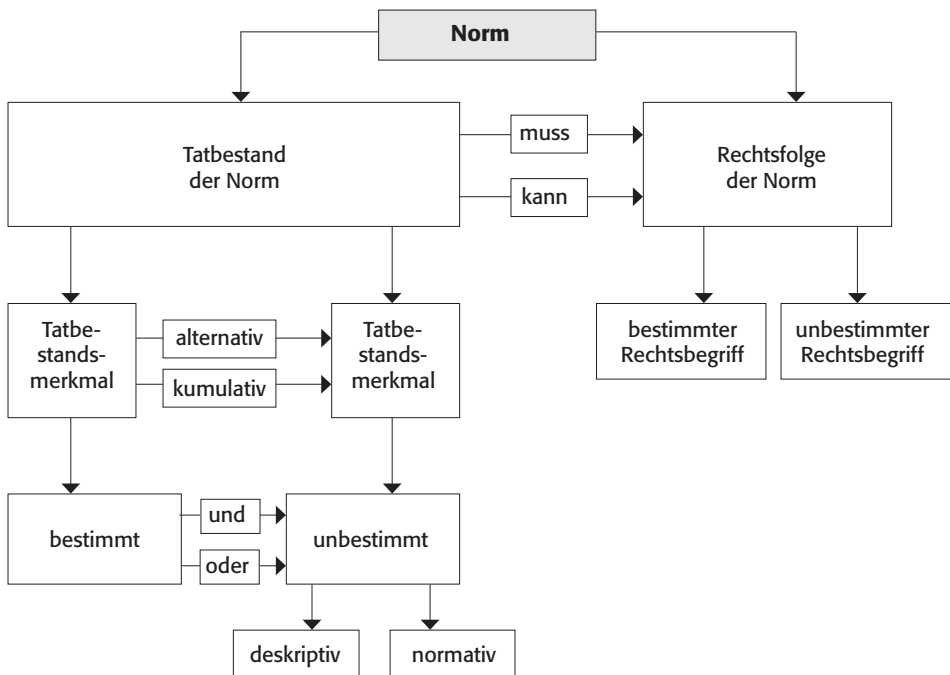 Norm
Tatbestand
der Norm
muss
kann
Rechtsfolge
der Norm
Tatbe-
stands-
merkmal
alternativ
kumulativ
Tatbe-
stands-
merkmal
bestimmter
Rechtsbegriff
unbestimmter
Rechtsbegriff
bestimmt
und
oder
unbestimmt
deskriptiv
normativ